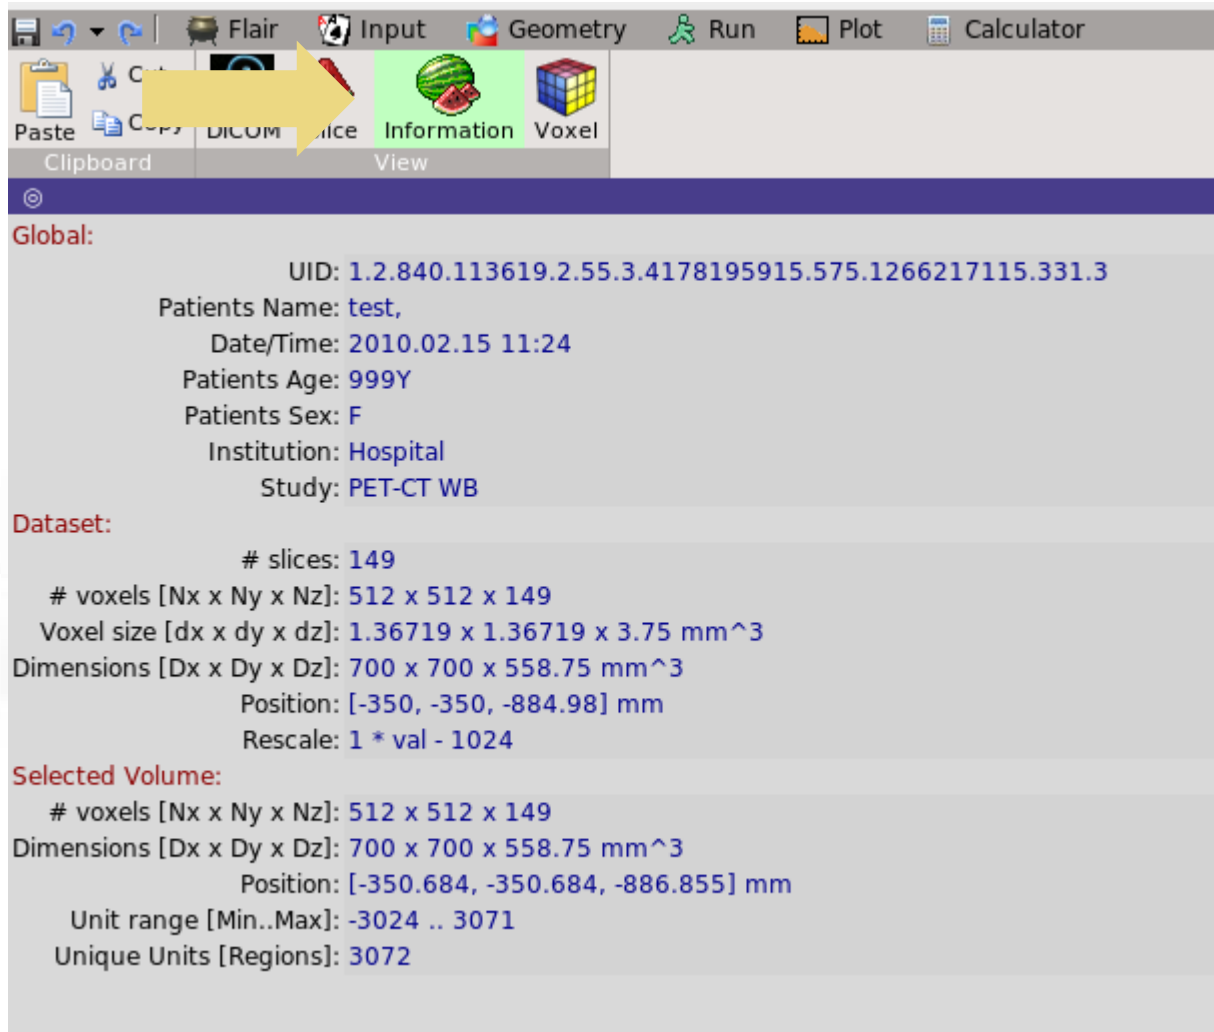 Flair Input Geometry Run Plot Calculator
Paste Copy DICOM Information Voxel
Clipboard View
Global:
UID: 1.2.840.113619.2.55.3.4178195915.575.1266217115.331.3
Patients Name: test,
Date/Time: 2010.02.15 11:24
Patients Age: 999Y
Patients Sex: F
Institution: Hospital
Study: PET-CT WB
Dataset:
# slices: 149
# voxels [Nx x Ny x Nz]: 512 x 512 x 149
Voxel size [dx x dy x dz]: 1.36719 x 1.36719 x 3.75 mm^3
Dimensions [Dx x Dy x Dz]: 700 x 700 x 558.75 mm^3
Position: [-350, -350, -884.98] mm
Rescale: 1 * val - 1024
Selected Volume:
# voxels [Nx x Ny x Nz]: 512 x 512 x 149
Dimensions [Dx x Dy x Dz]: 700 x 700 x 558.75 mm^3
Position: [-350.684, -350.684, -886.855] mm
Unit range [Min..Max]: -3024 .. 3071
Unique Units [Regions]: 3072